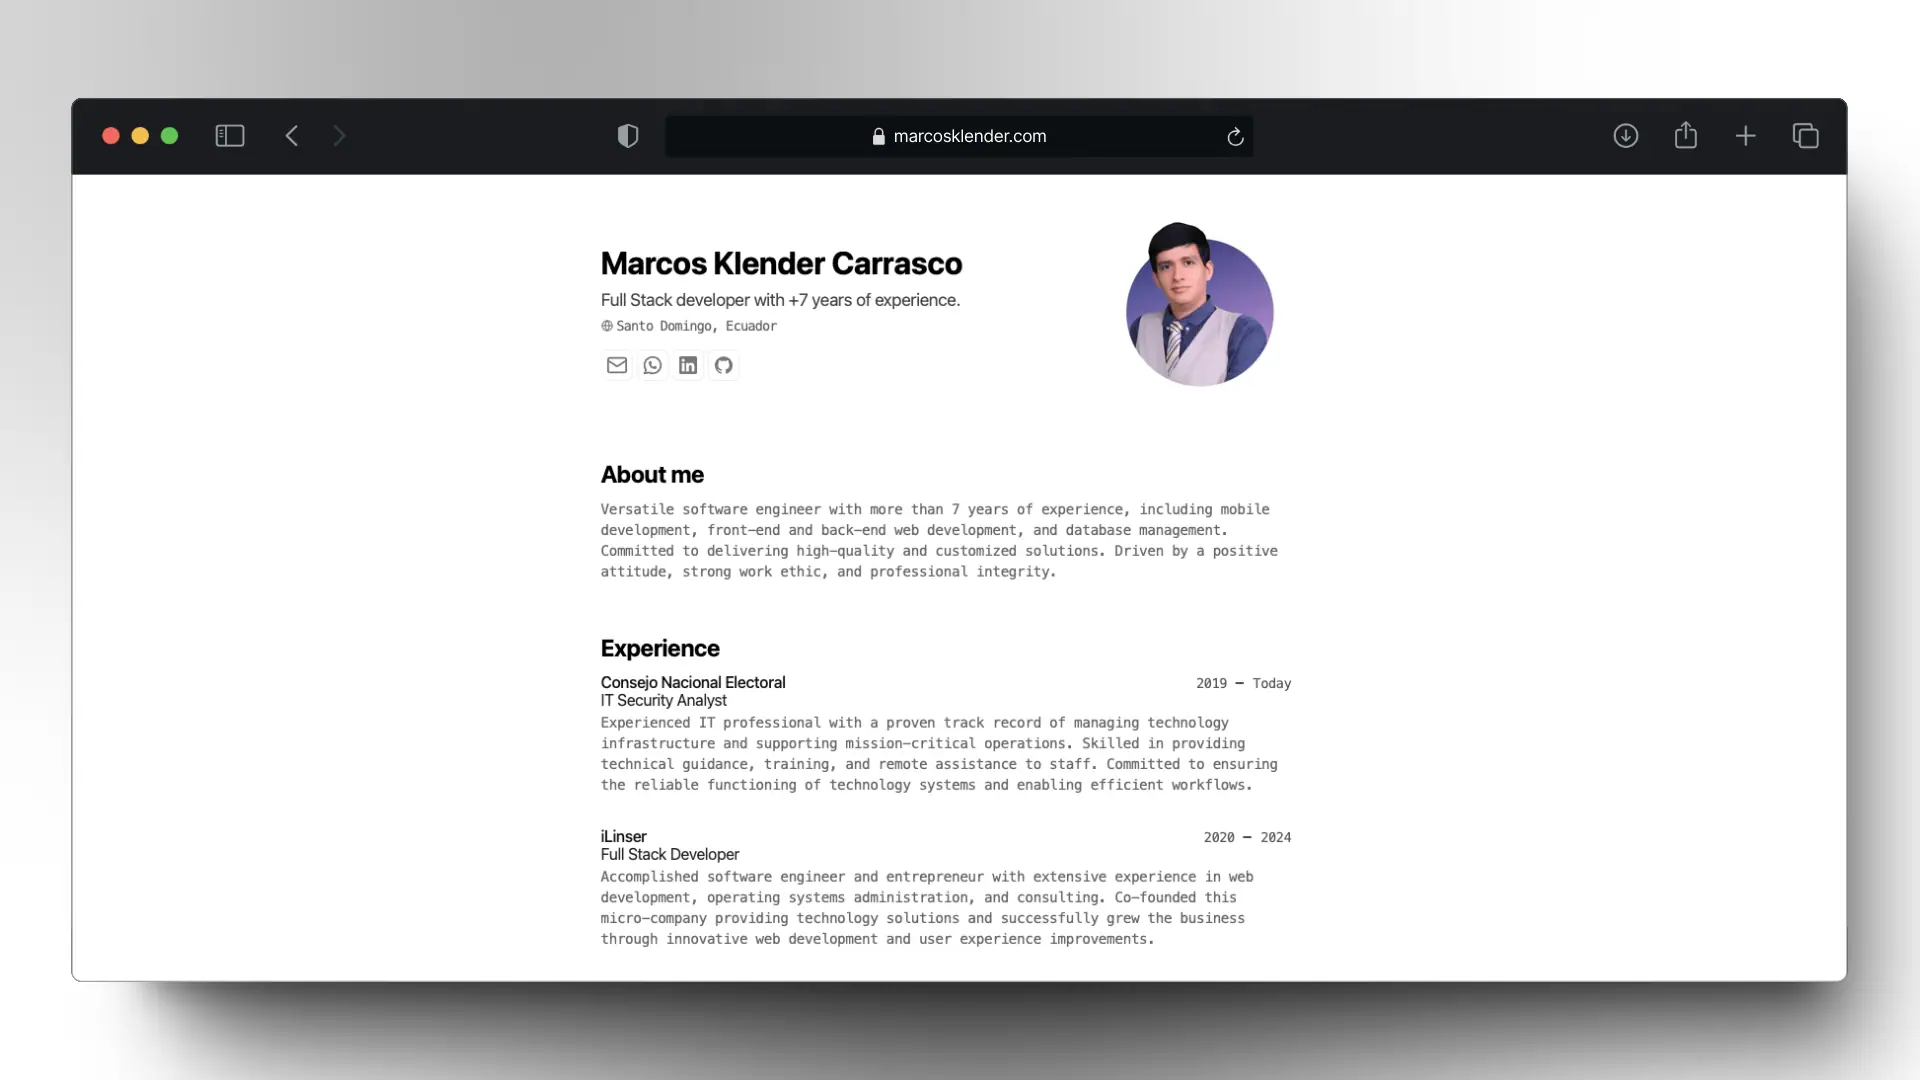 marcosklender.com
Marcos Klender Carrasco
Full Stack developer with +7 years of experience.
Santo Domingo, Ecuador
About me
Versatile software engineer with more than 7 years of experience, including mobile
development, front-end and back-end web development, and database management.
Committed to delivering high-quality and customized solutions. Driven by a positive
attitude, strong work ethic, and professional integrity.
Experience
Consejo Nacional Electoral
2019 – Today
IT Security Analyst
Experienced IT professional with a proven track record of managing technology
infrastructure and supporting mission-critical operations. Skilled in providing
technical guidance, training, and remote assistance to staff. Committed to ensuring
the reliable functioning of technology systems and enabling efficient workflows.
iLinser
2020 – 2024
Full Stack Developer
Accomplished software engineer and entrepreneur with extensive experience in web
development, operating systems administration, and consulting. Co-founded this
micro-company providing technology solutions and successfully grew the business
through innovative web development and user experience improvements.